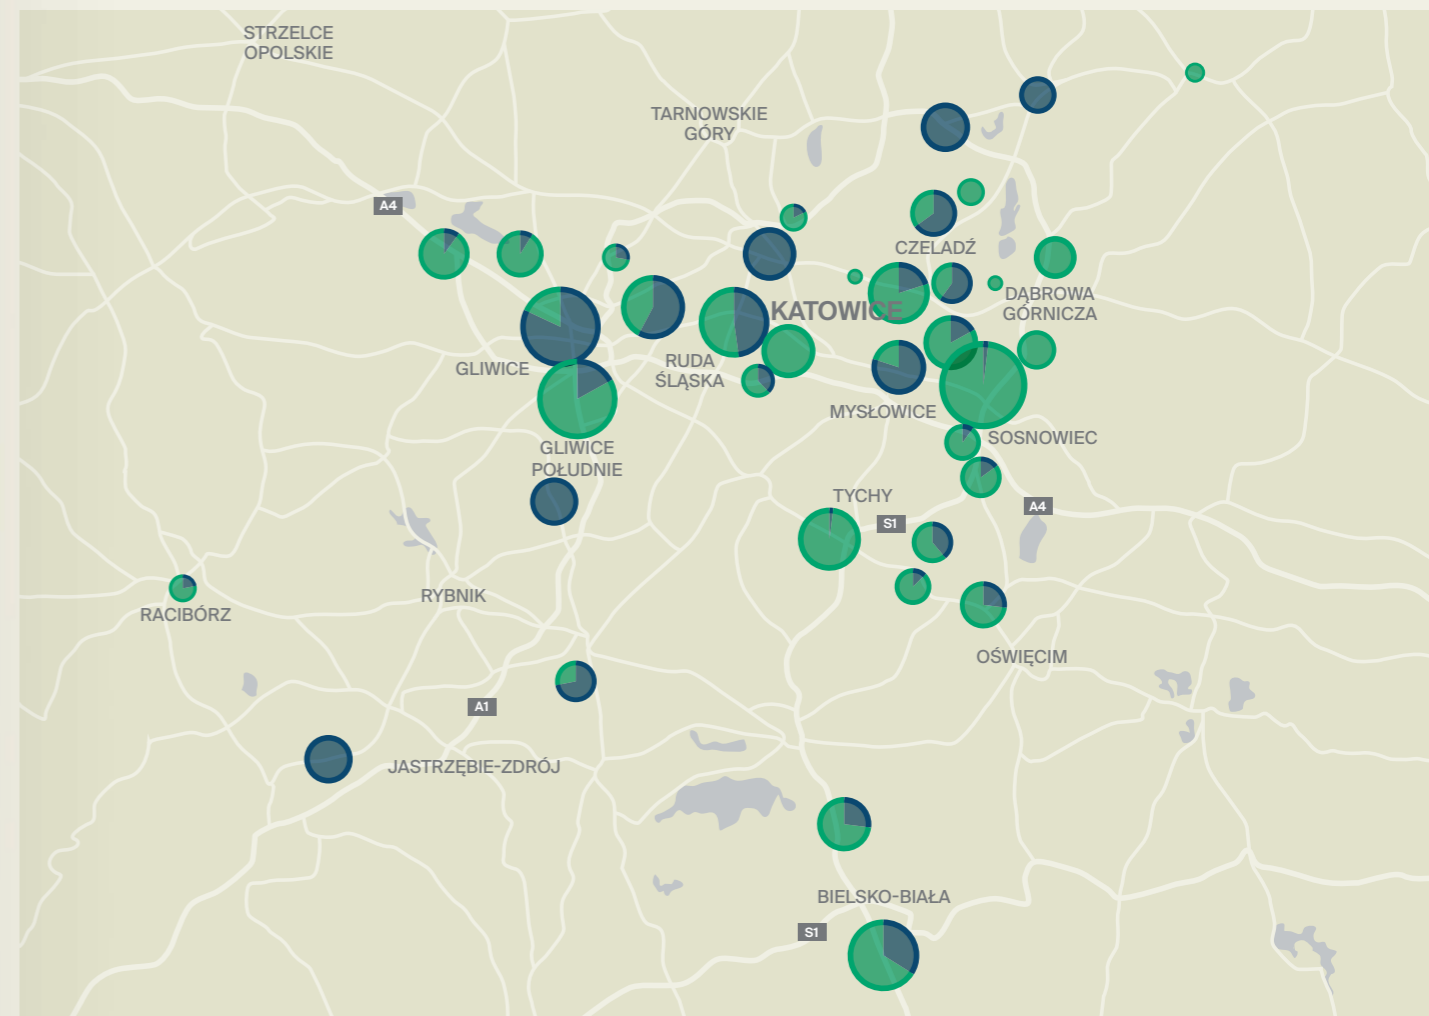 STRZELCE
OPOLSKIE
TARNOWSKIE
GÓRY
A4
CZELADŹ
DĄBROWA
GÓRNICZA
KATOWICE
GLIWICE
RUDA
ŚLĄSKA
MYSŁOWICE
SOSNOWIEC
GLIWICE
POŁUDNIE
TYCHY
A4
S1
RYBNIK
RACIBÓRZ
OŚWIĘCIM
A1
JASTRZĘBIE-ZDRÓJ
BIELSKO-BIAŁA
S1